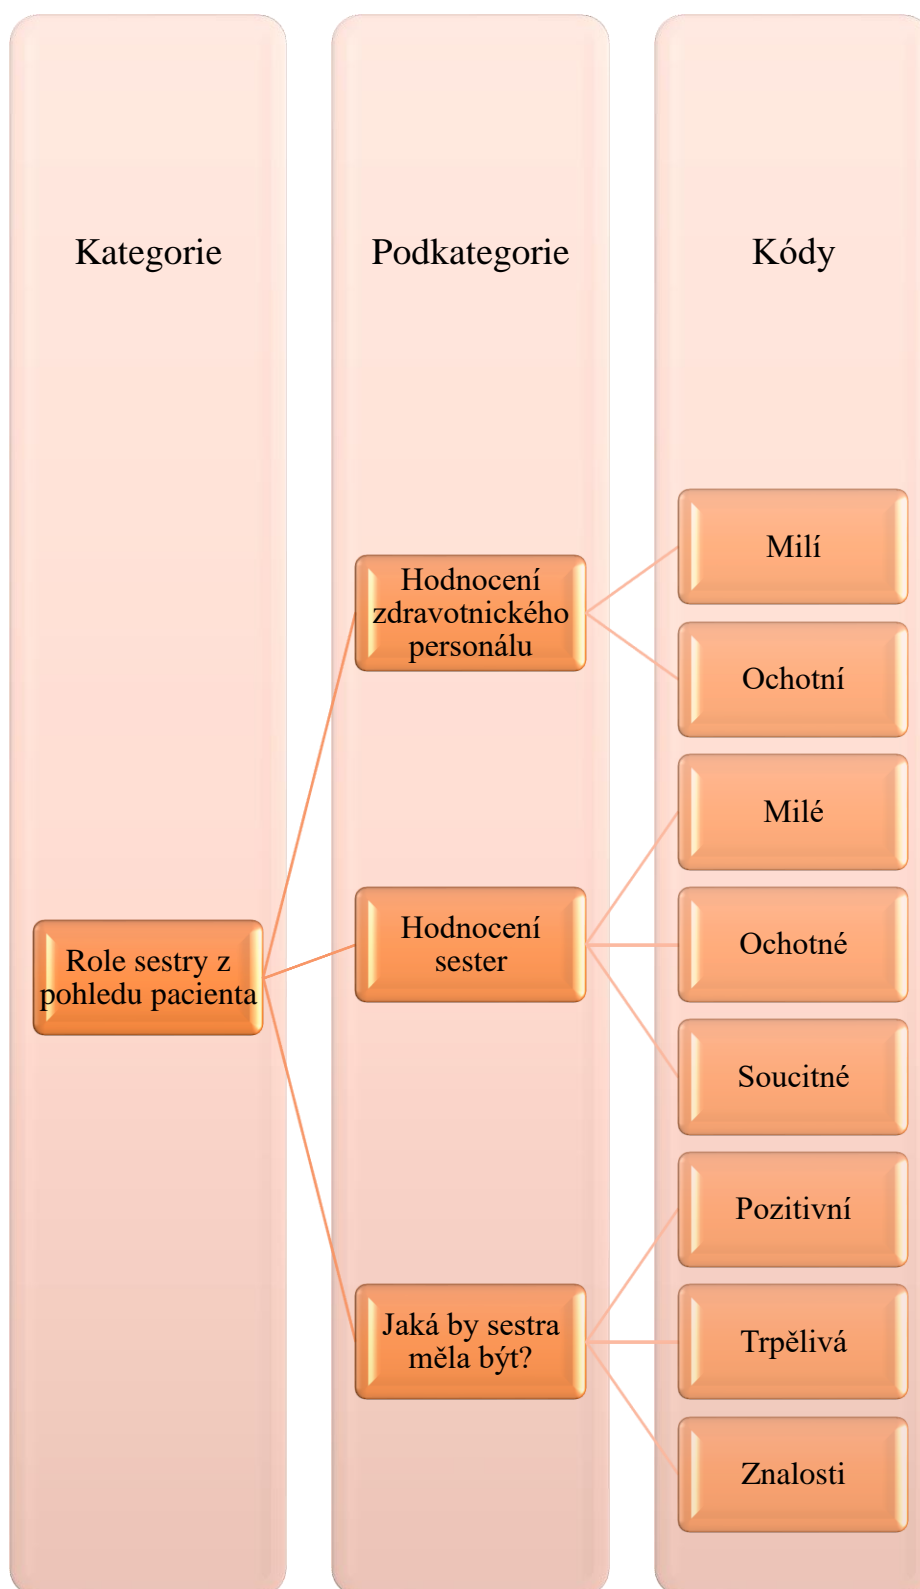 Kategorie
Podkategorie
Kódy
Role sestry z
pohledu pacienta
Hodnocení
zdravotnického
personálu
Milí
Ochotní
Hodnocení
sester
Milé
Ochotné
Soucitné
Jaká by sestra
měla být?
Pozitivní
Trpělivá
Znalosti